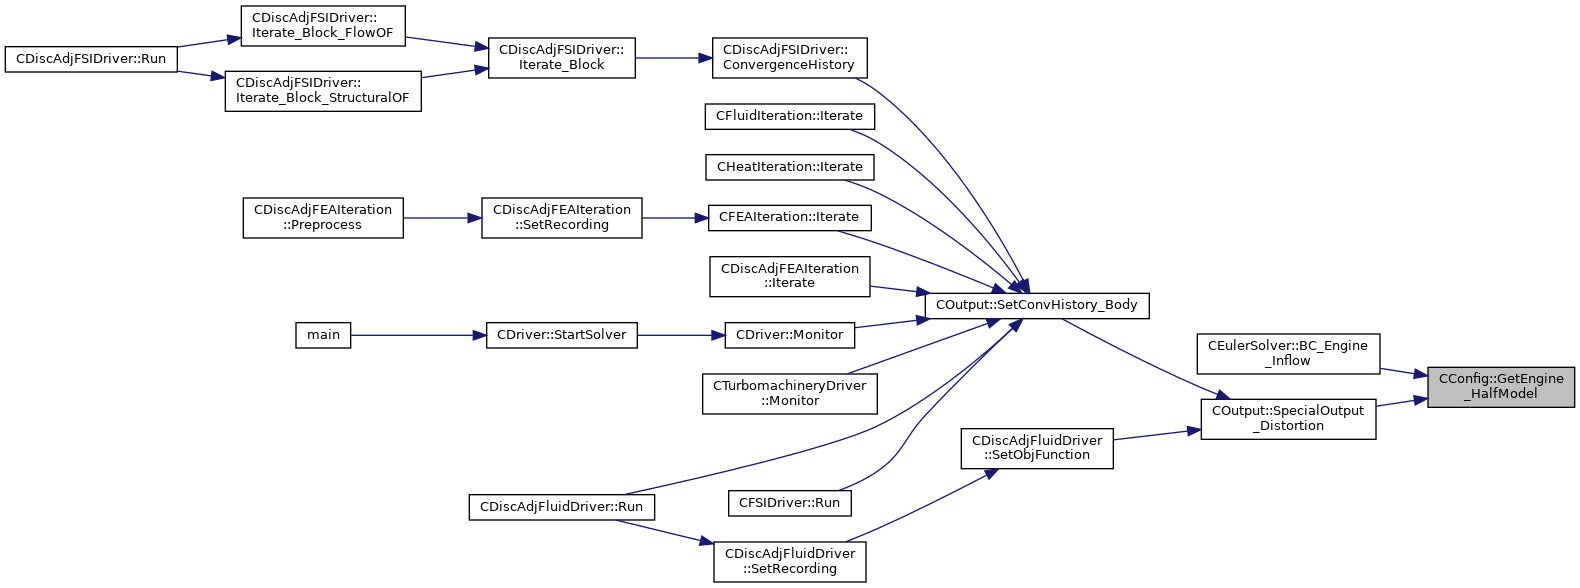 CDiscAdjFSIDriver::Run
CDiscAdjFSIDriver::
Iterate_Block_FlowOF
CDiscAdjFSIDriver::
Iterate_Block_StructuralOF
CDiscAdjFSIDriver::
Iterate_Block
CDiscAdjFSIDriver::
ConvergenceHistory
CFluidIteration::Iterate
CHeatIteration::Iterate
CDiscAdjFEAIteration
::Preprocess
CDiscAdjFEAIteration
::SetRecording
CFEAIteration::Iterate
CDiscAdjFEAIteration
::Iterate
COutput::SetConvHistory_Body
main
CDriver::StartSolver
CDriver::Monitor
CTurbomachineryDriver
::Monitor
CEulerSolver::BC_Engine
_Inflow
CConfig::GetEngine
_HalfModel
COutput::SpecialOutput
_Distortion
CDiscAdjFluidDriver
::SetObjFunction
CDiscAdjFluidDriver::Run
CFSIDriver::Run
CDiscAdjFluidDriver
::SetRecording